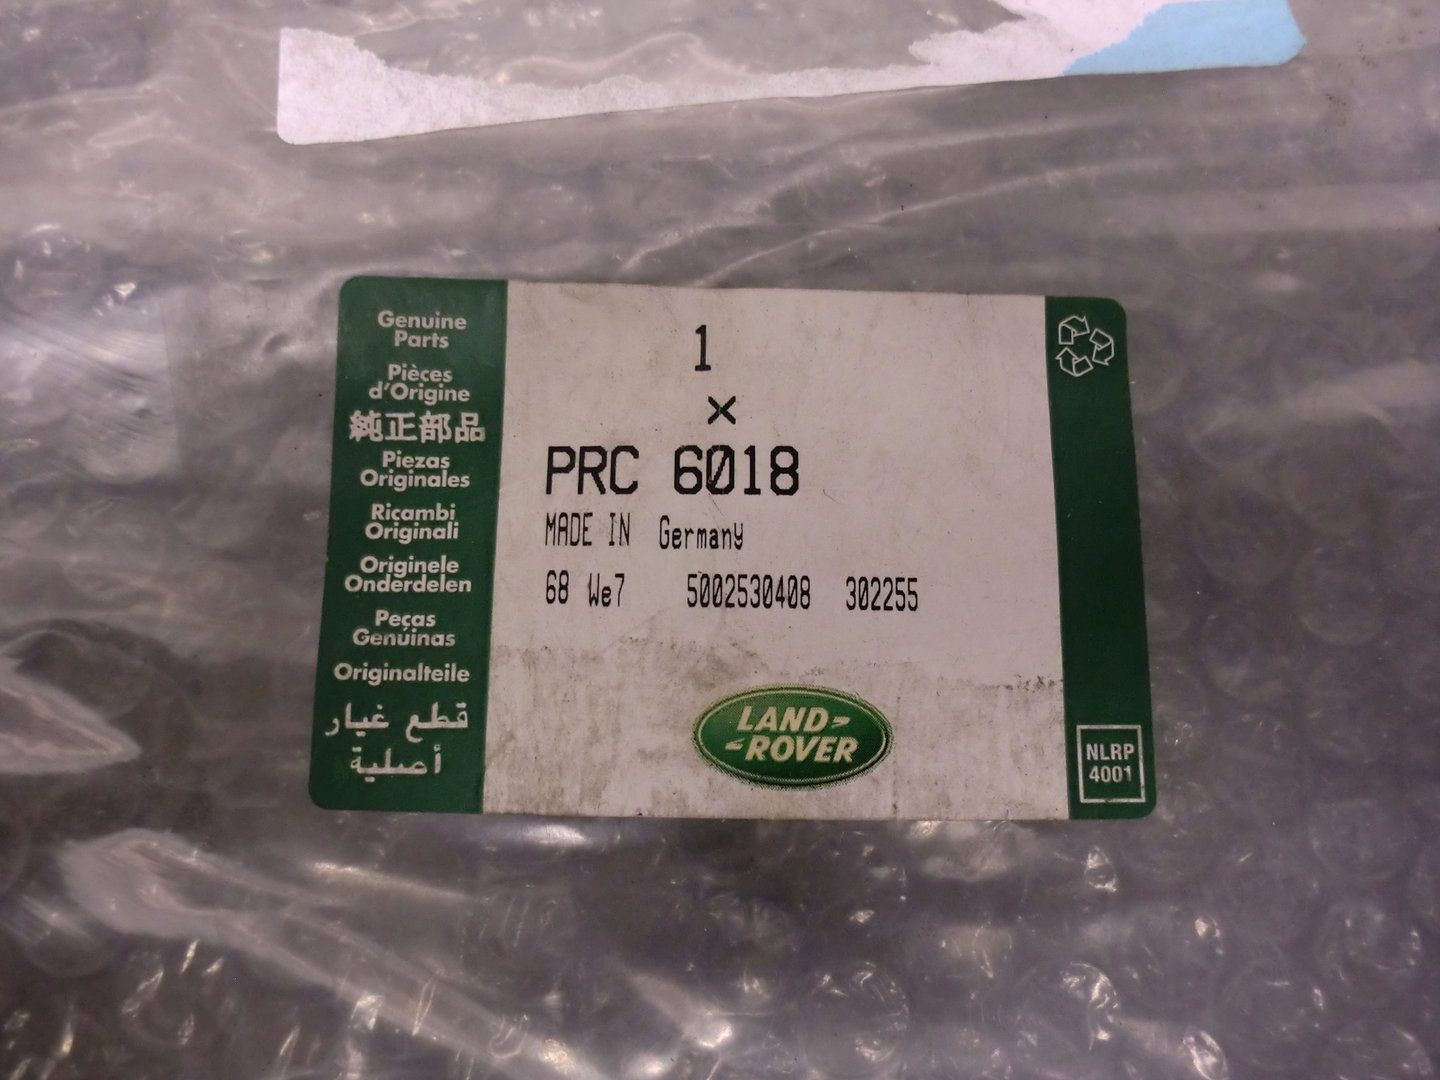 Genuine
Parts
Pièces
d'Origine
純正部品
Piezas
Originales
Ricambi
Originali
Originele
Onderdelen
Peças
Genuinas
Originalteile
قطع غيار
أصلية
1
×
PRC 6018
MADE IN Germany
68 We7 5002530408 302255
LAND-
-ROVER
NLRP
4001